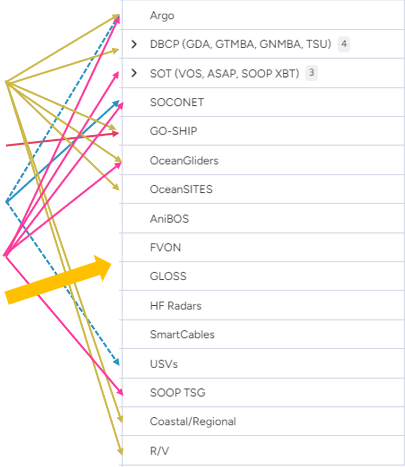 Argo
DBCP (GDA, GTMBA, GNMBA, TSU) 4
SOT (VOS, ASAP, SOOP XBT) 3
SOCONET
GO-SHIP
OceanGliders
OceanSITES
AniBOS
FVON
GLOSS
HF Radars
SmartCables
USVs
SOOP TSG
Coastal/Regional
R/V